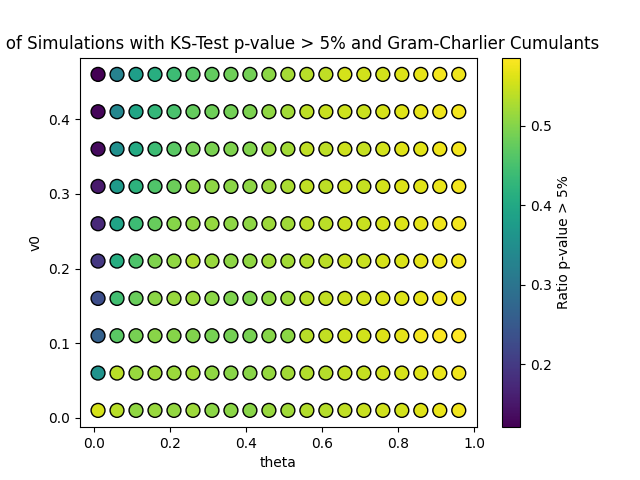 of Simulations with KS-Test p-value > 5% and Gram-Charlier Cumulants
v0
0.4
0.3
0.2
0.1
0.0
0.0 0.2 0.4 0.6 0.8 1.0
theta
0.5
0.4
0.3
0.2
Ratio p-value > 5%